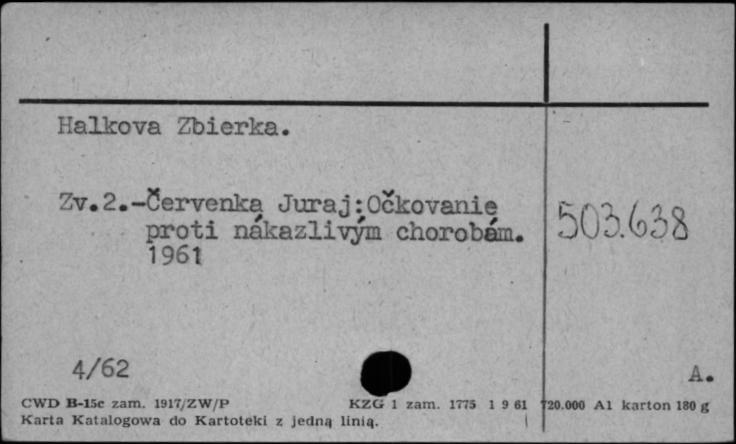 Halkova Zbierka.
Zv.2.-Červenka Juraj:Očkovanie
proti nákazlivým chorobám.
1961
503.638
4/62
A.
CWD B-15c zam. 1917/ZW/P KZG 1 zam. 1775 1 9 61 720.000 A1 karton 180 g
Karta Katalogowa do Kartoteki z jedną linią.